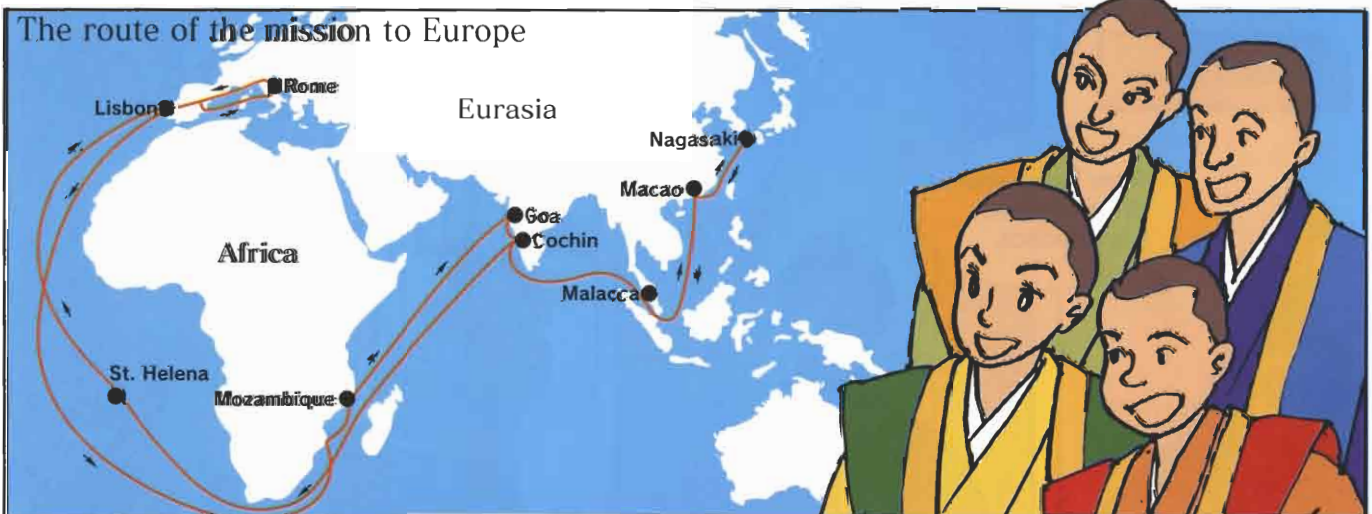 The route of the mission to Europe
Rome
Lisbon
Eurasia
Nagasaki
Macao
Goa
Cochin
Africa
Malacca
St. Helena
Mozambique